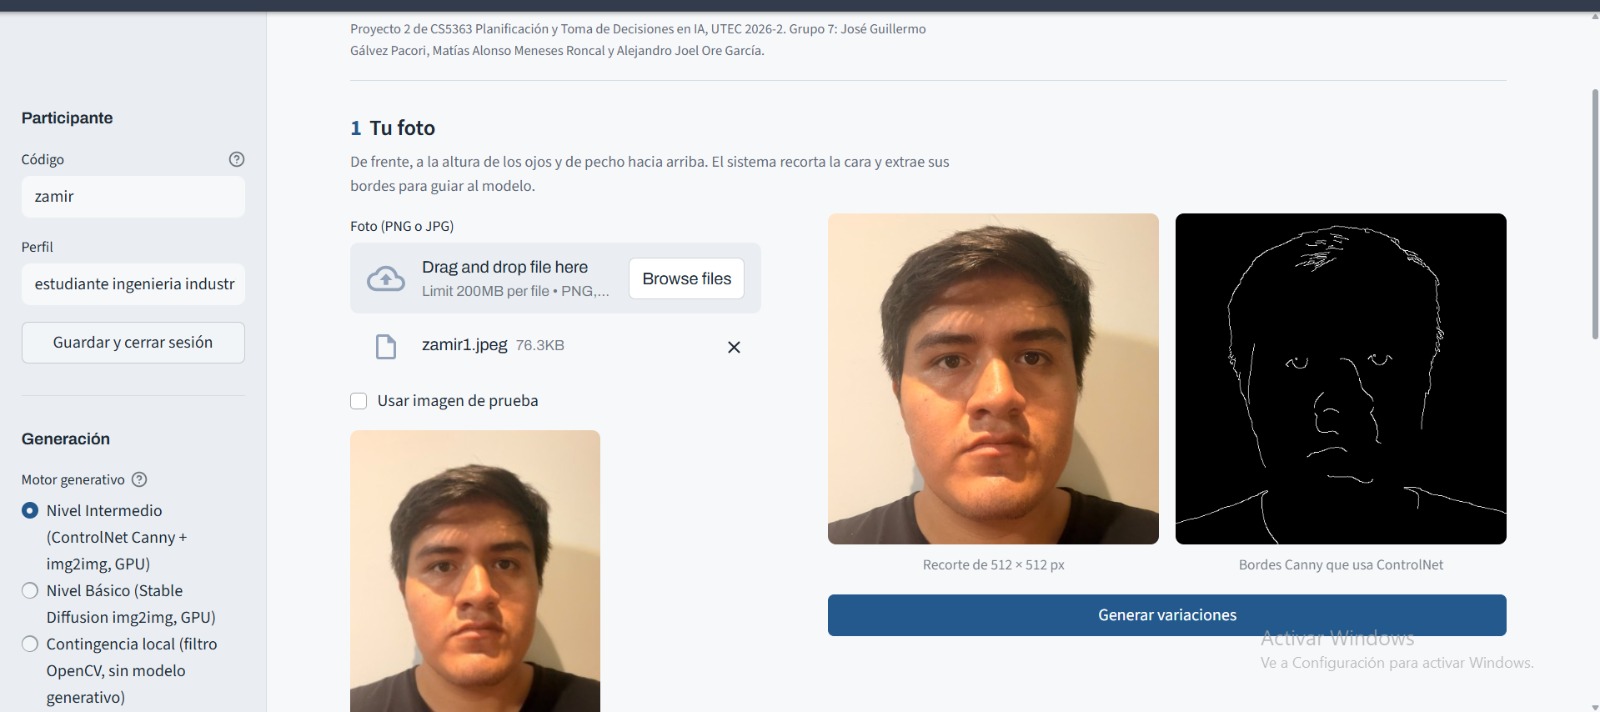 Proyecto 2 de CS5363 Planificación y Toma de Decisiones en IA, UTEC 2026-2. Grupo 7: José Guillermo
Gálvez Pacori, Matías Alonso Meneses Roncal y Alejandro Joel Ore García.
Participante
Código
zamir
Perfil
estudiante ingenieria industr
Guardar y cerrar sesión
Generación
Motor generativo
Nivel Intermedio
(ControlNet Canny +
img2img, GPU)
Nivel Básico (Stable
Diffusion img2img, GPU)
Contingencia local (filtro
OpenCV, sin modelo
generativo)
1 Tu foto
De frente, a la altura de los ojos y de pecho hacia arriba. El sistema recorta la cara y extrae sus
bordes para guiar al modelo.
Foto (PNG o JPG)
Drag and drop file here
Limit 200MB per file • PNG,...
Browse files
zamir1.jpeg 76.3KB
Usar imagen de prueba
Recorte de 512 × 512 px
Bordes Canny que usa ControlNet
Generar variaciones
Activar Windows
Ve a Configuración para activar Windows.